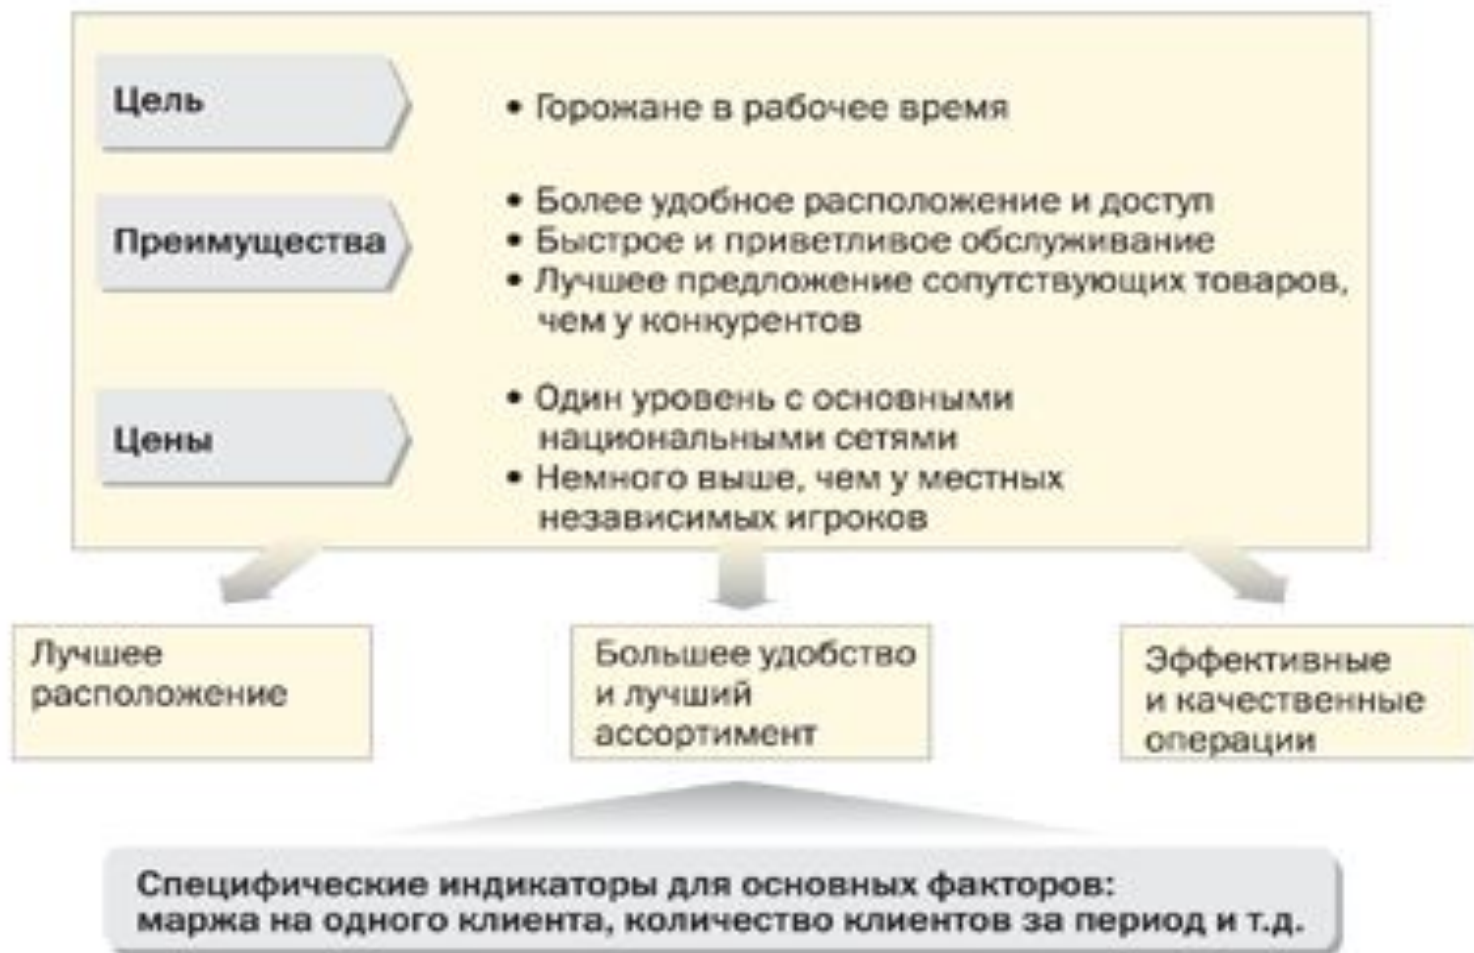 Цель
• Горожане в рабочее время
Преимущества
• Более удобное расположение и доступ
• Быстрое и приветливое обслуживание
• Лучшее предложение сопутствующих товаров,
чем у конкурентов
Цены
• Один уровень с основными
национальными сетями
• Немного выше, чем у местных
независимых игроков
Лучшее
расположение
Большее удобство
и лучший
ассортимент
Эффективные
и качественные
операции
Специфические индикаторы для основных факторов:
маржа на одного клиента, количество клиентов за период и т.д.